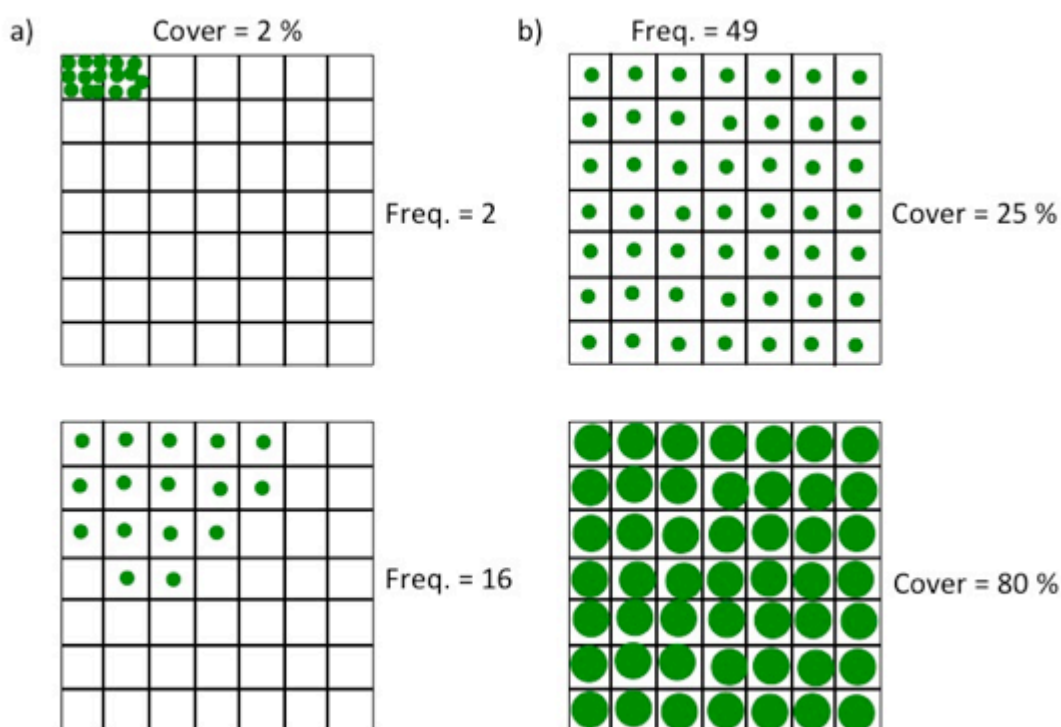 a) Cover = 2 %
Freq. = 2
Freq. = 16
b) Freq. = 49
Cover = 25 %
Cover = 80 %